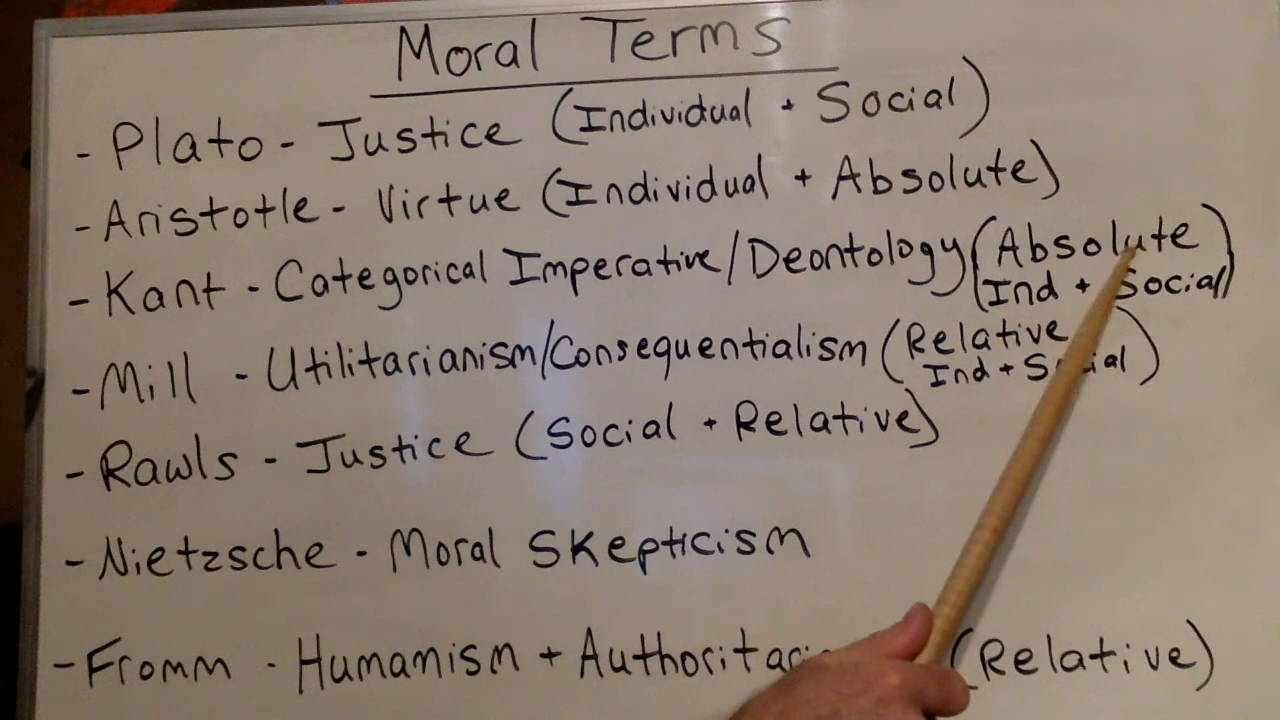 Moral Terms
- Plato - Justice (Individual + Social)
- Aristotle - Virtue (Individual + Absolute)
- Kant - Categorical Imperative/Deontology (Absolute
Ind + Social)
- Mill - Utilitarianism/Consequentialism (Relative
Ind + Social)
- Rawls - Justice (Social + Relative)
- Nietzsche - Moral Skepticism
- Fromm - Humanism + (Relative)